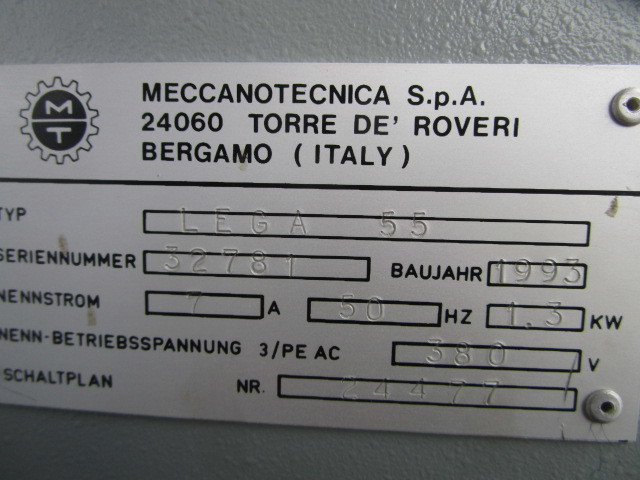 MT
MECCANOTECNICA S.p.A.
24060 TORRE DE' ROVERI
BERGAMO (ITALY)
TYP LEGA 55
SERIENNUMMER 32781 BAUJAHR 1993
NENNSTROM 7 A 50 HZ 1.3 KW
NENN-BETRIEBSSPANNUNG 3/PE AC 380 V
SCHALTPLAN NR. 24477